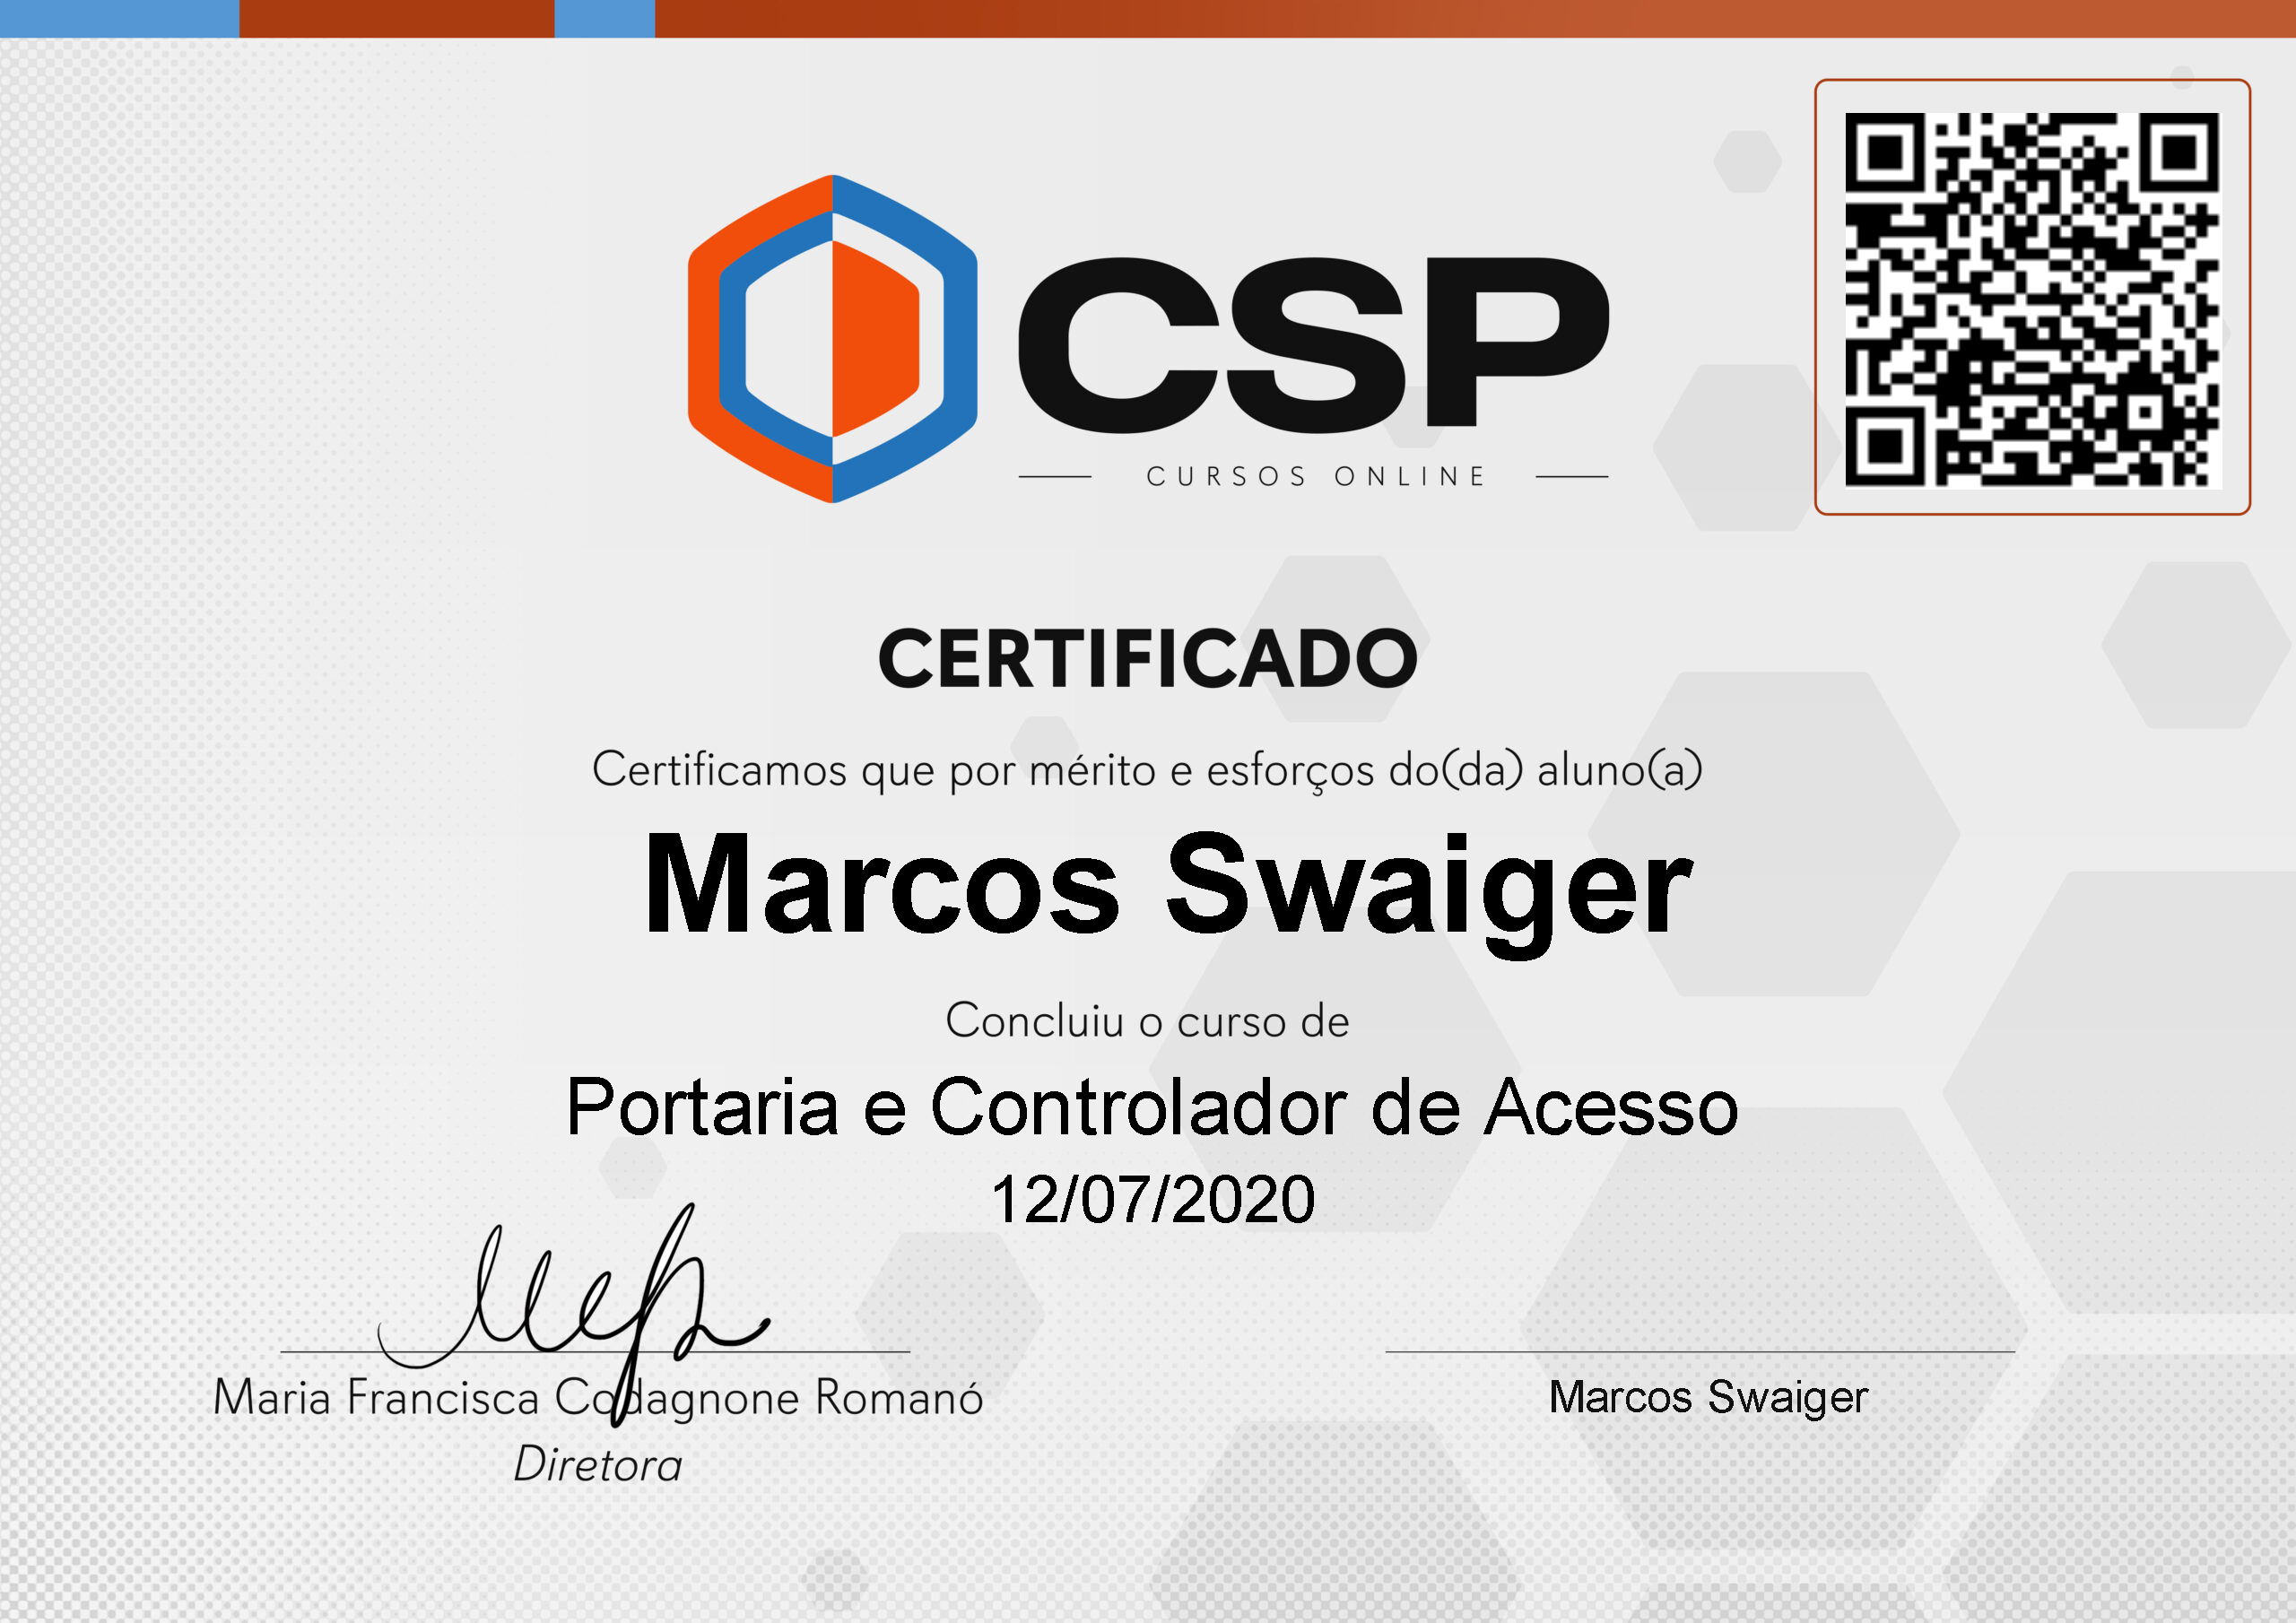 CSP
CURSOS ONLINE
CERTIFICADO
Certificamos que por mérito e esforços do(da) aluno(a)
Marcos Swaiger
Concluiu o curso de
Portaria e Controlador de Acesso
12/07/2020
Maria Francisca Codagnone Romanó
Diretora
Marcos Swaiger